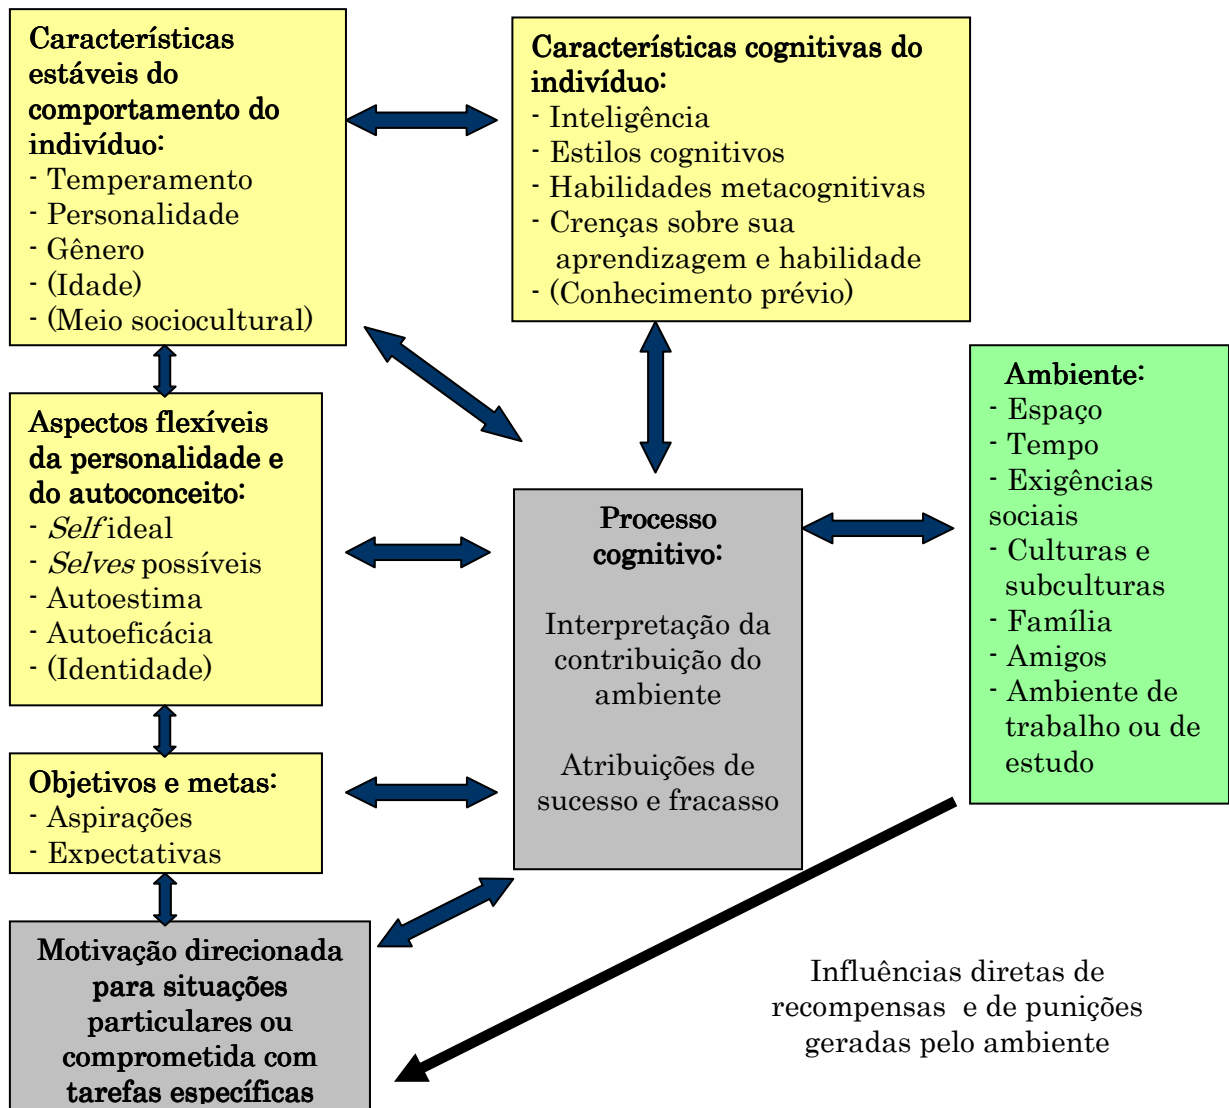 Características
estáveis do
comportamento do
indivíduo:
- Temperamento
- Personalidade
- Gênero
- (Idade)
- (Meio sociocultural)
Características cognitivas do
indivíduo:
- Inteligência
- Estilos cognitivos
- Habilidades metacognitivas
- Crenças sobre sua
aprendizagem e habilidade
- (Conhecimento prévio)
Aspectos flexíveis
da personalidade e
do autoconceito:
- Self ideal
- Selves possíveis
- Autoestima
- Autoeficácia
- (Identidade)
Processo
cognitivo:
Interpretação da
contribuição do
ambiente
Atribuições de
sucesso e fracasso
Ambiente:
- Espaço
- Tempo
- Exigências
sociais
- Culturas e
subculturas
- Família
- Amigos
- Ambiente de
trabalho ou de
estudo
Objetivos e metas:
- Aspirações
- Expectativas
Motivação direcionada
para situações
particulares ou
comprometida com
tarefas específicas
Influências diretas de
recompensas e de punições
geradas pelo ambiente